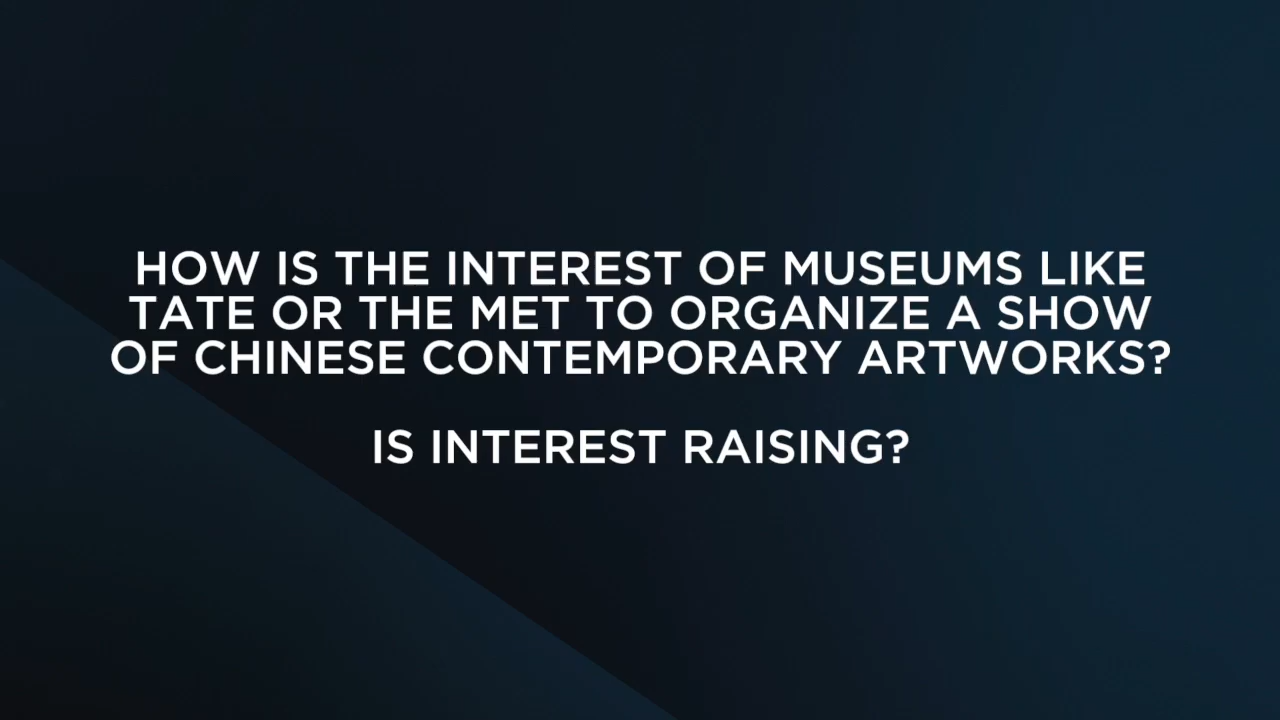 HOW IS THE INTEREST OF MUSEUMS LIKE
TATE OR THE MET TO ORGANIZE A SHOW
OF CHINESE CONTEMPORARY ARTWORKS?
IS INTEREST RAISING?